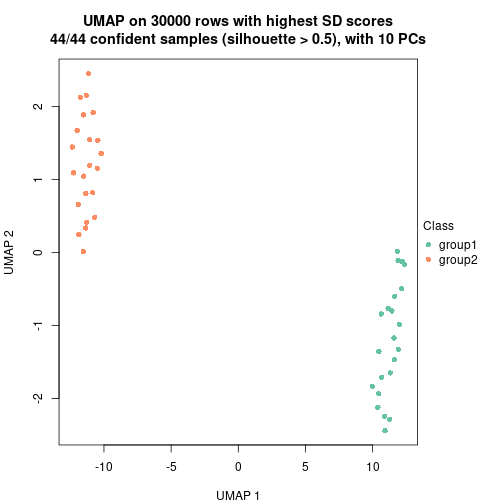 UMAP on 30000 rows with highest SD scores
44/44 confident samples (silhouette > 0.5), with 10 PCs
2
1
0
-1
-2
UMAP 2
Class
group1
group2
-10 -5 0 5 10
UMAP 1